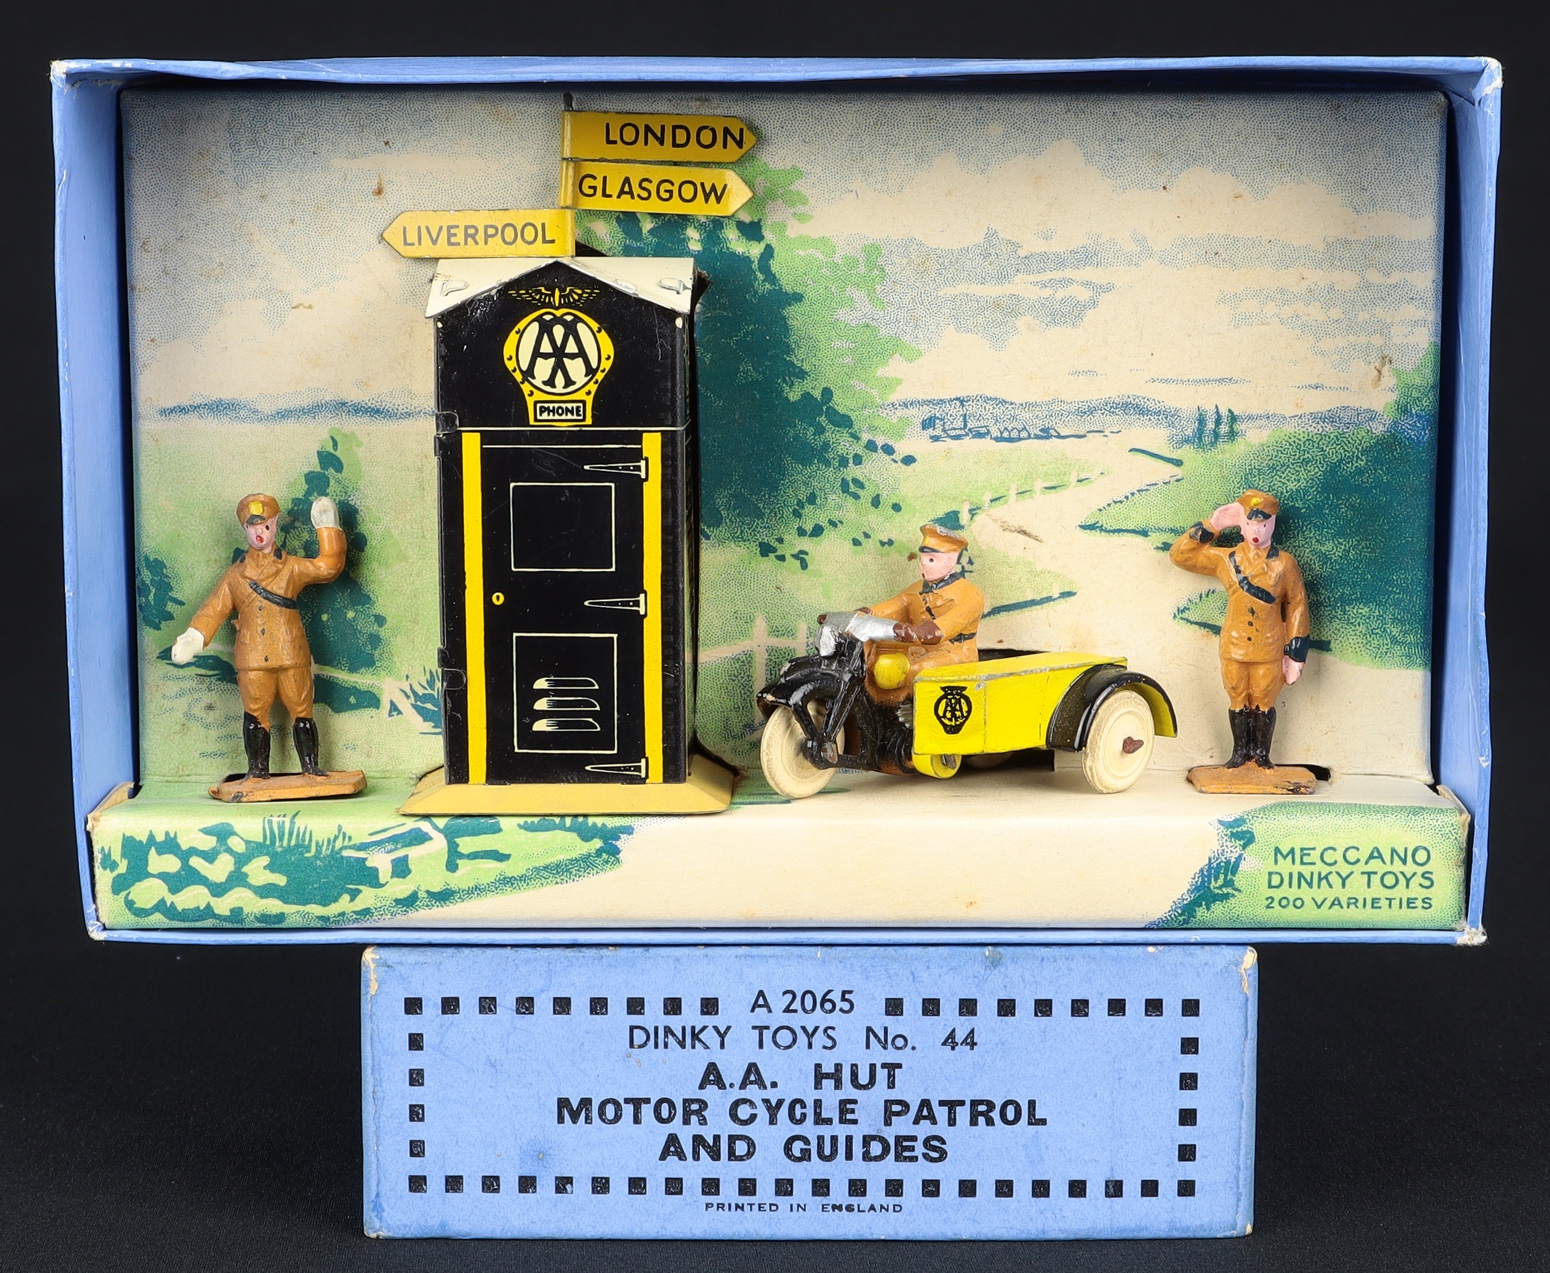 LONDON
GLASGOW
LIVERPOOL
AA
PHONE
AA
MECCANO
DINKY TOYS
200 VARIETIES
A 2065
DINKY TOYS No. 44
A.A. HUT
MOTOR CYCLE PATROL
AND GUIDES
PRINTED IN ENGLAND